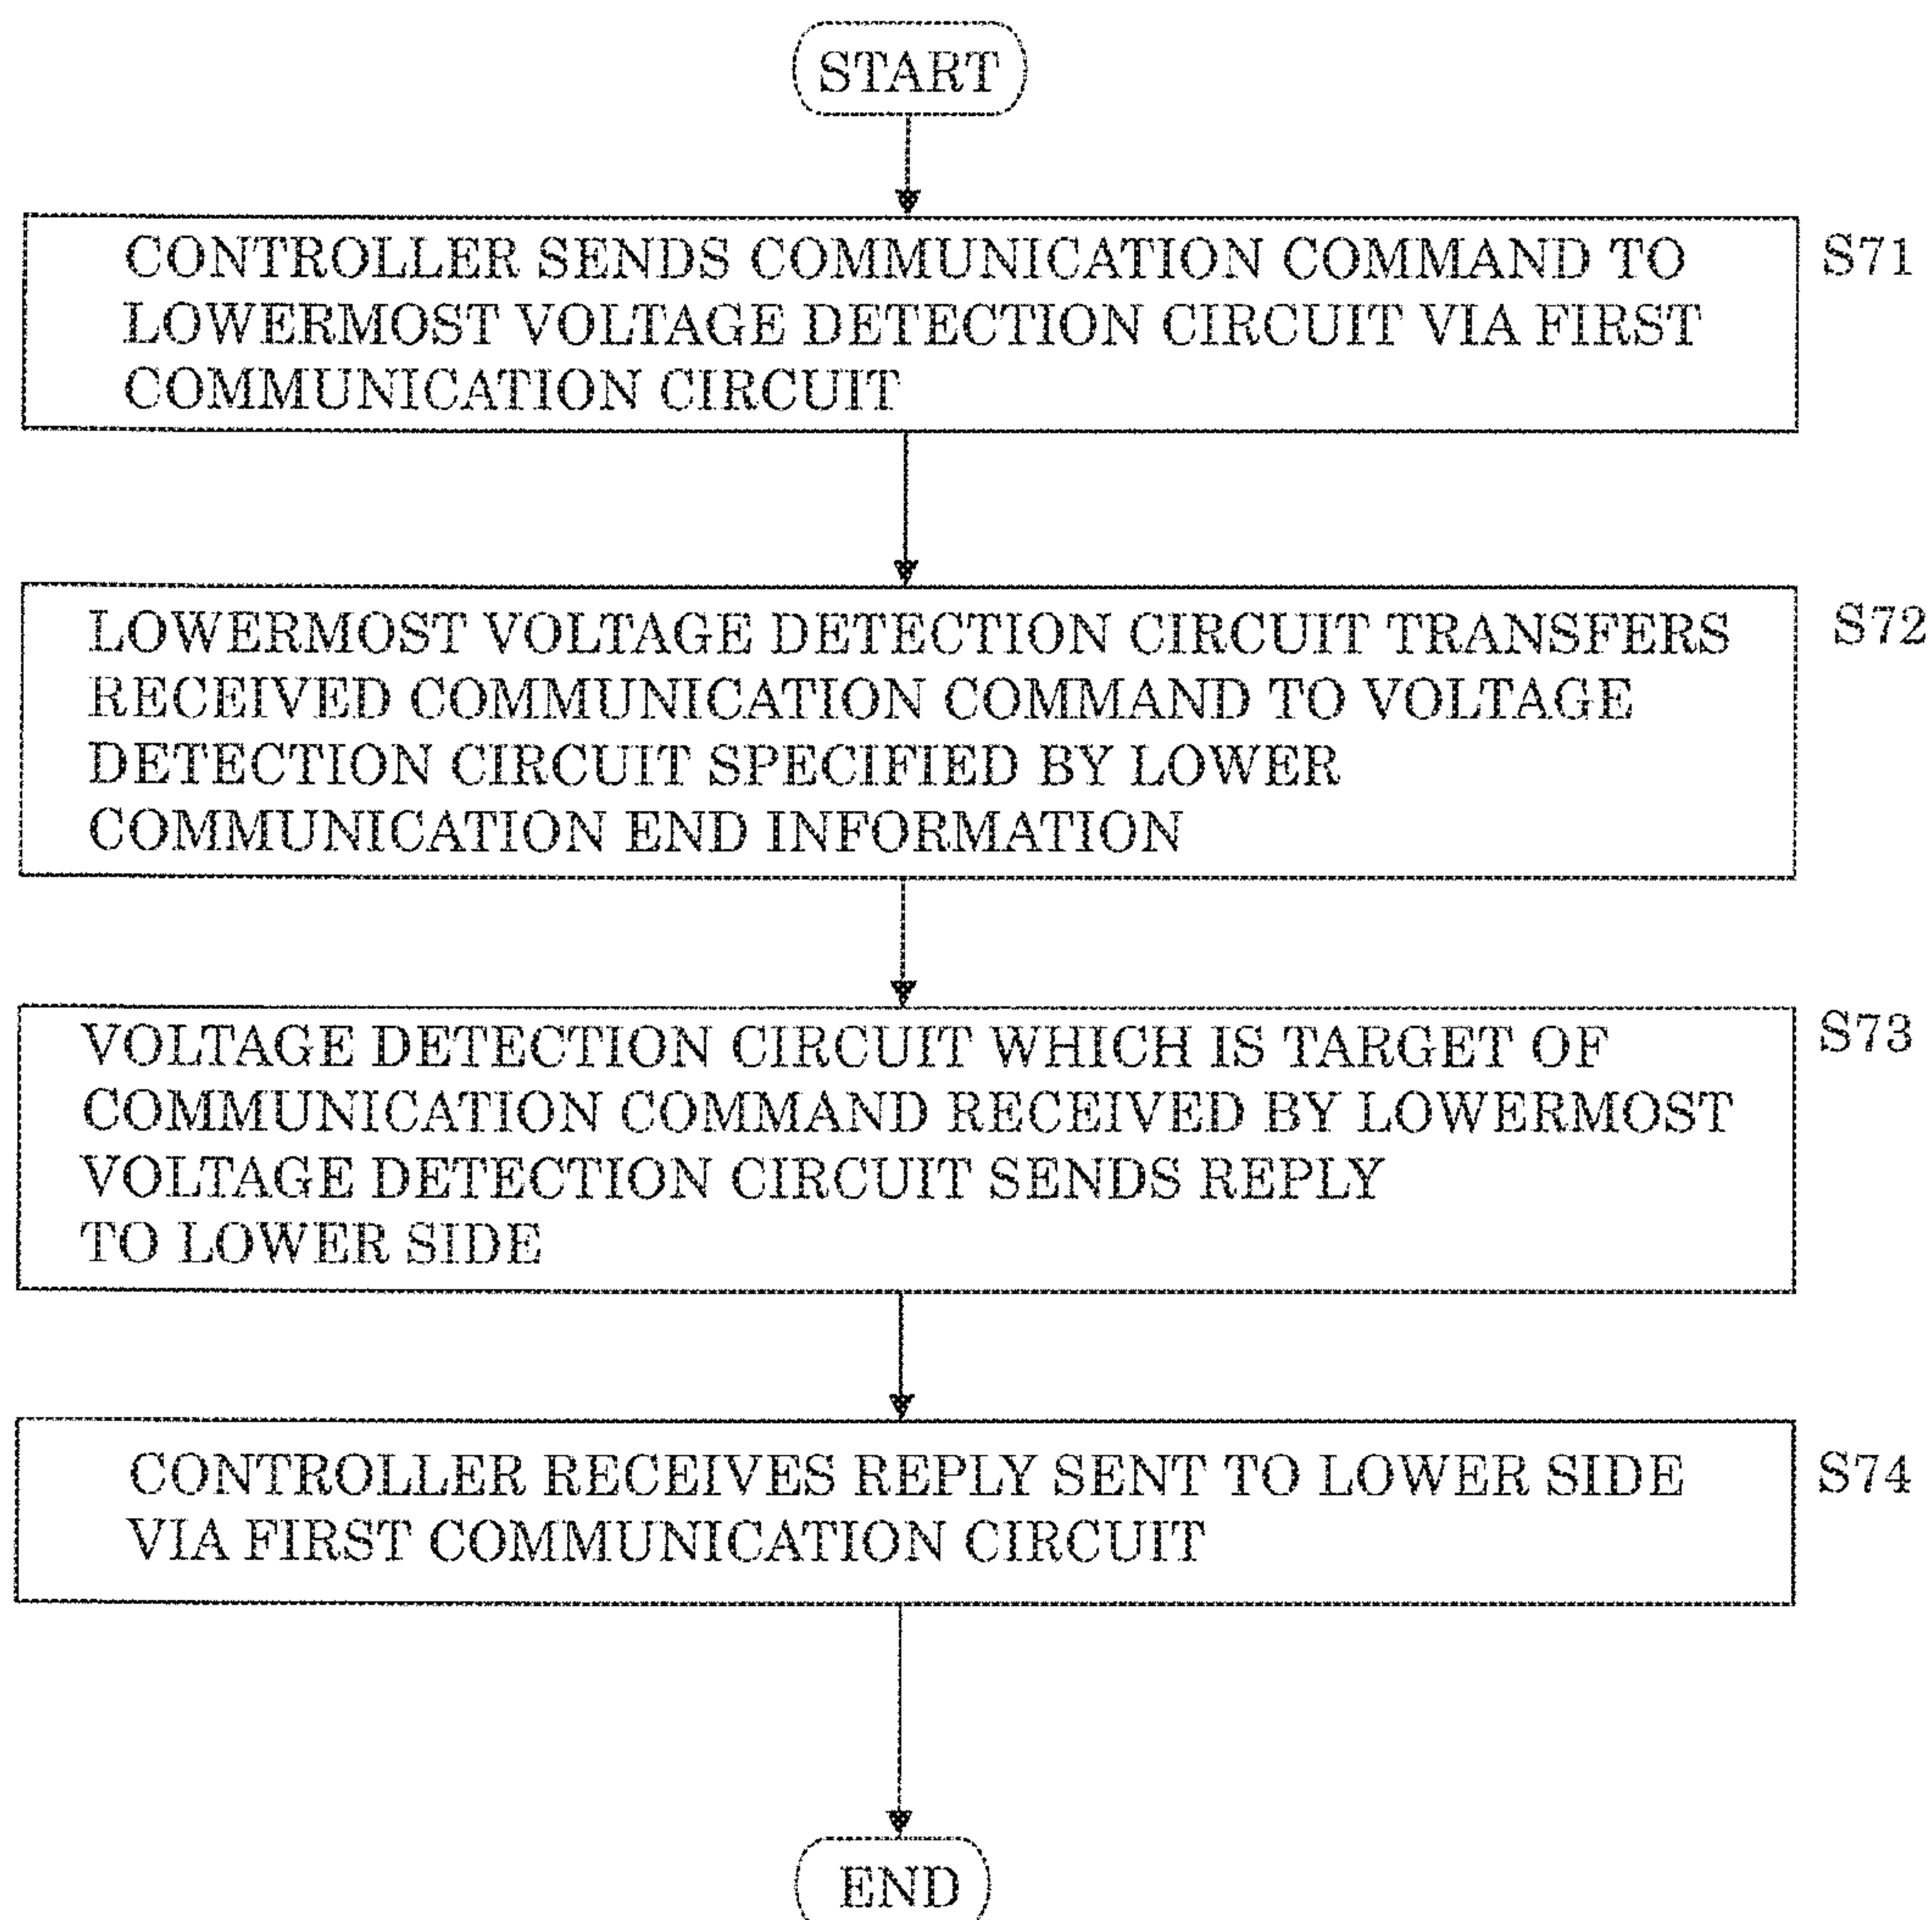 START
CONTROLLER SENDS COMMUNICATION COMMAND TO
LOWERMOST VOLTAGE DETECTION CIRCUIT VIA FIRST
COMMUNICATION CIRCUIT
S71
LOWERMOST VOLTAGE DETECTION CIRCUIT TRANSFERS
RECEIVED COMMUNICATION COMMAND TO VOLTAGE
DETECTION CIRCUIT SPECIFIED BY LOWER
COMMUNICATION END INFORMATION
S72
VOLTAGE DETECTION CIRCUIT WHICH IS TARGET OF
COMMUNICATION COMMAND RECEIVED BY LOWERMOST
VOLTAGE DETECTION CIRCUIT SENDS REPLY
TO LOWER SIDE
S73
CONTROLLER RECEIVES REPLY SENT TO LOWER SIDE
VIA FIRST COMMUNICATION CIRCUIT
S74
END